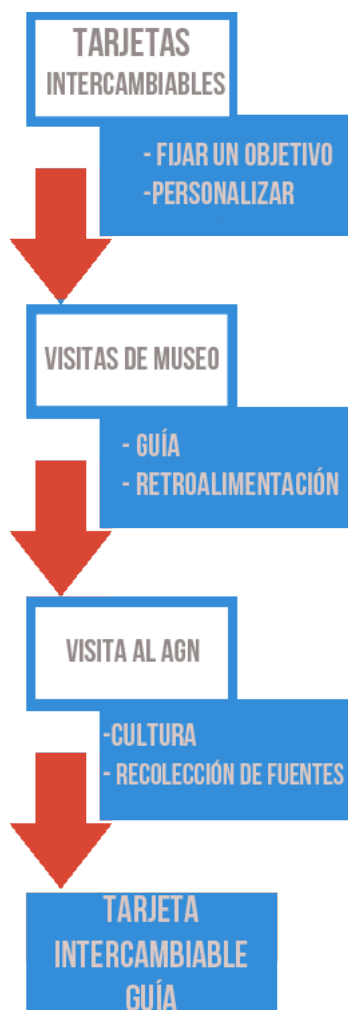 TARJETAS
INTERCAMBIABLES
- FIJAR UN OBJETIVO
-PERSONALIZAR
VISITAS DE MUSEO
- GUÍA
- RETROALIMENTACIÓN
VISITA AL AGN
-CULTURA
- RECOLECCIÓN DE FUENTES
TARJETA
INTERCAMBIABLE
GUÍA